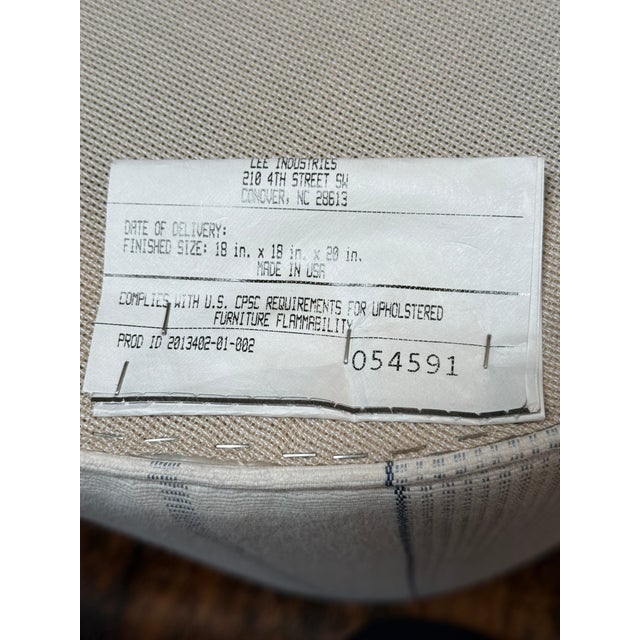 LEE INDUSTRIES
210 4TH STREET SW
CONOVER, NC 28613
DATE OF DELIVERY:
FINISHED SIZE: 18 in. x 18 in. x 20 in.
MADE IN USA
COMPLIES WITH U.S. CPSC REQUIREMENTS FOR UPHOLSTERED
FURNITURE FLAMMABILITY
PROD ID 2013402-01-002
054591